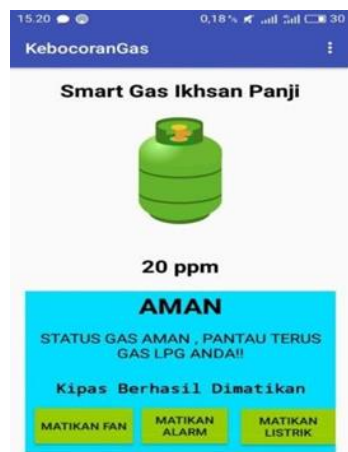 15.20 0,18% 30
KebocoranGas
Smart Gas Ikhsan Panji
20 ppm
AMAN
STATUS GAS AMAN , PANTAU TERUS
GAS LPG ANDA!!
Kipas Berhasil Dimatikan
MATIKAN FAN MATIKAN ALARM MATIKAN LISTRIK